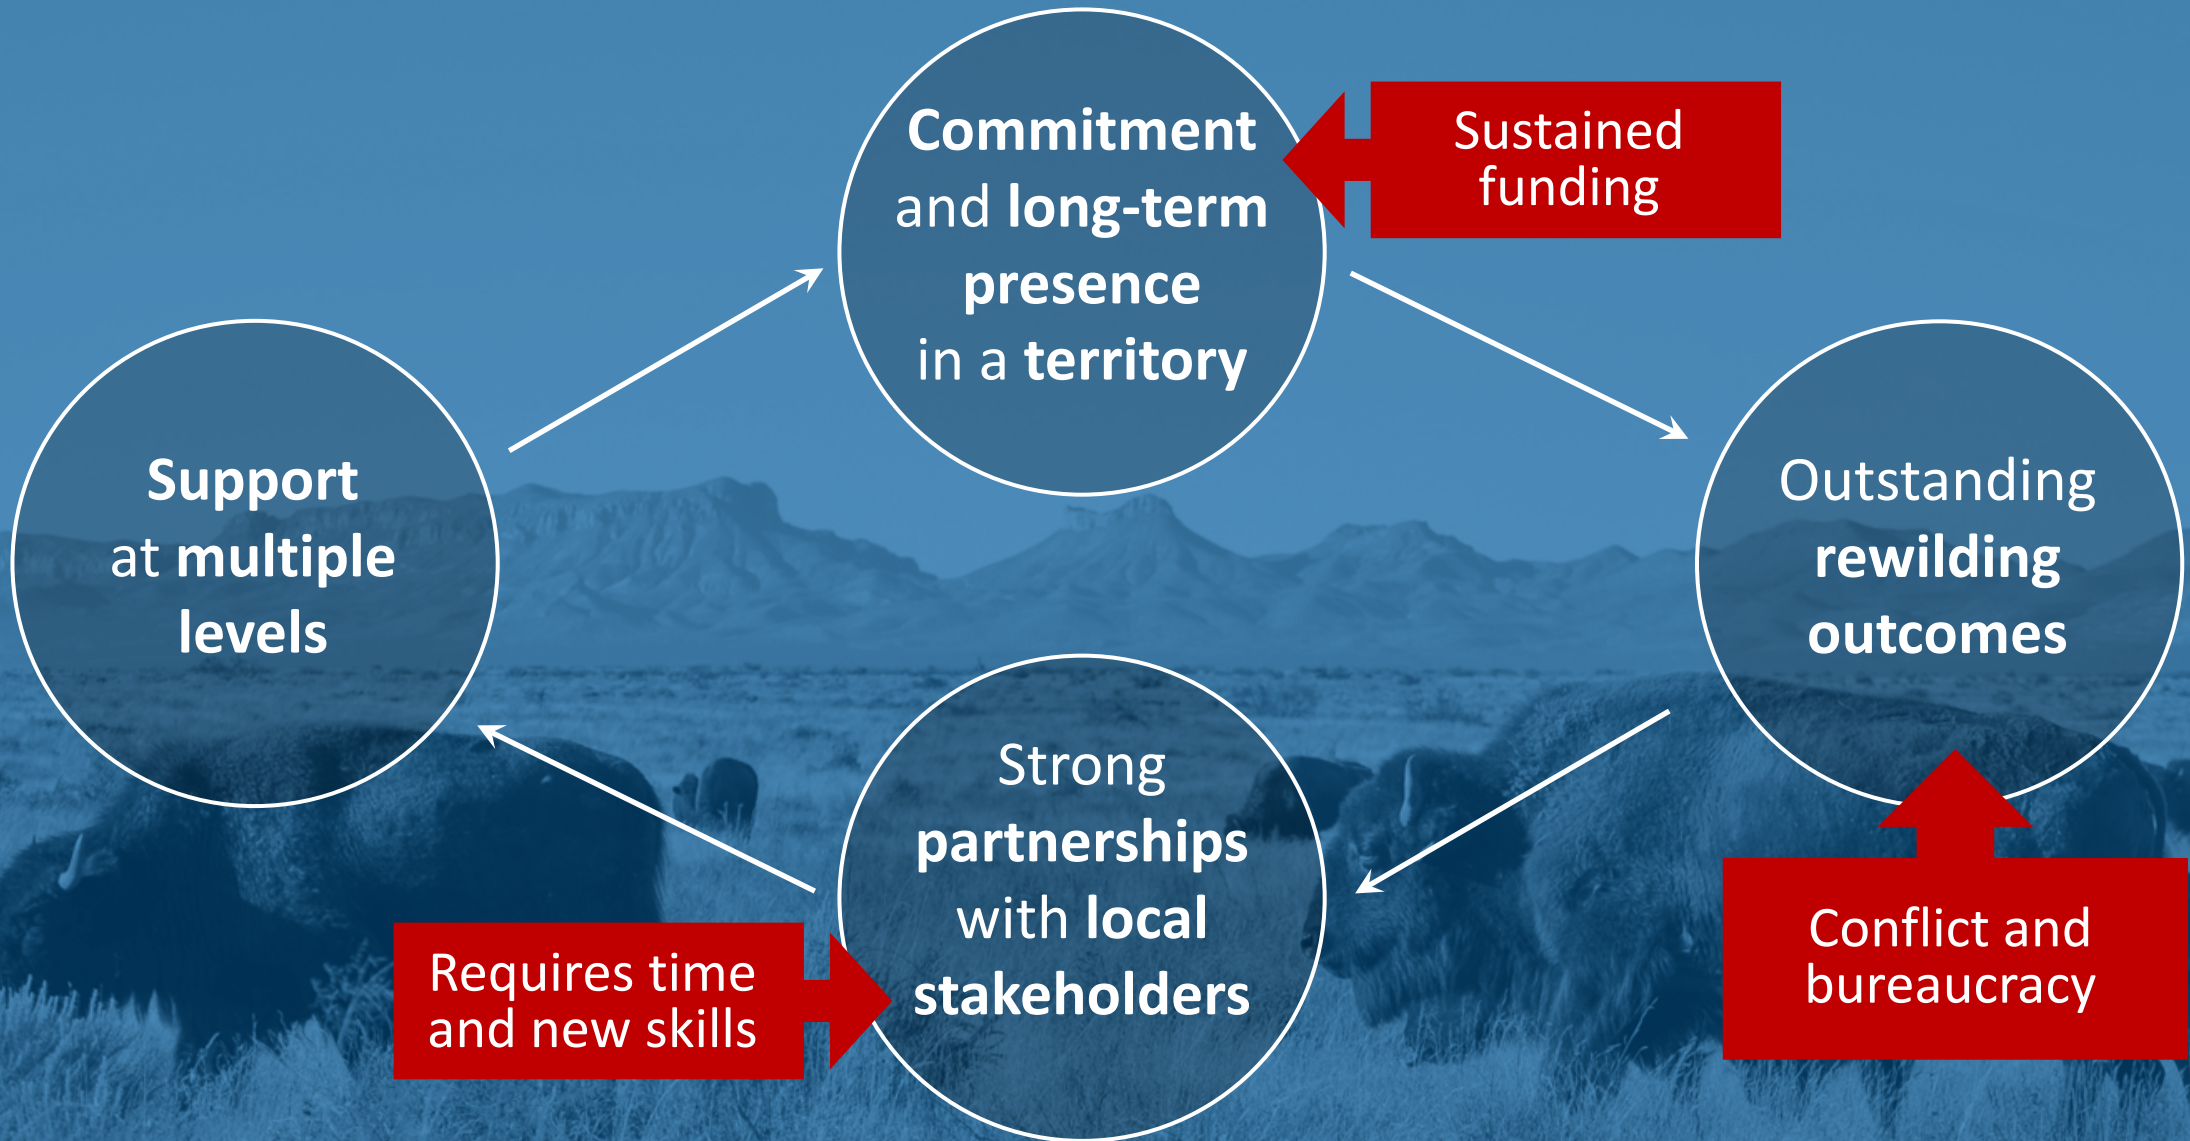 Commitment
and long-term
presence
in a territory
Sustained
funding
Support
at multiple
levels
Outstanding
rewilding
outcomes
Strong
partnerships
with local
stakeholders
Requires time
and new skills
Conflict and
bureaucracy